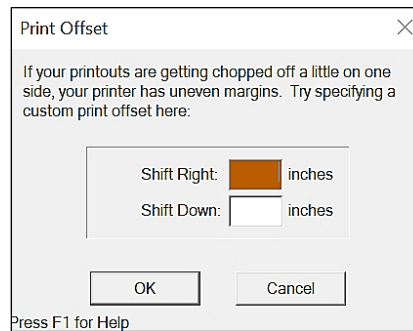 Print Offset
If your printouts are getting chopped off a little on one
side, your printer has uneven margins. Try specifying a
custom print offset here:
Shift Right: inches
Shift Down: inches
OK Cancel
Press F1 for Help